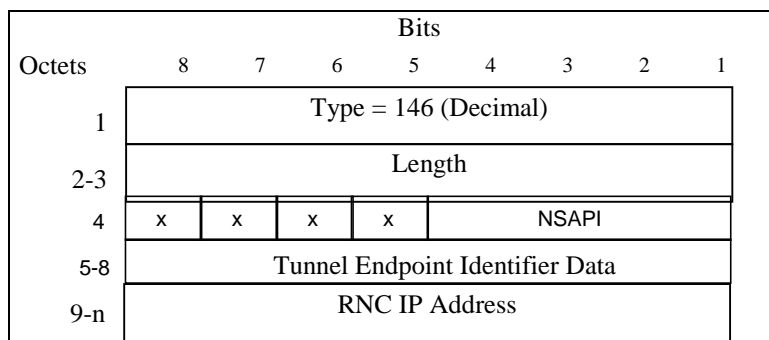 Bits
Octets 8 7 6 5 4 3 2 1
1 Type = 146 (Decimal)
2-3 Length
4 x x x x NSAPI
5-8 Tunnel Endpoint Identifier Data
9-n RNC IP Address